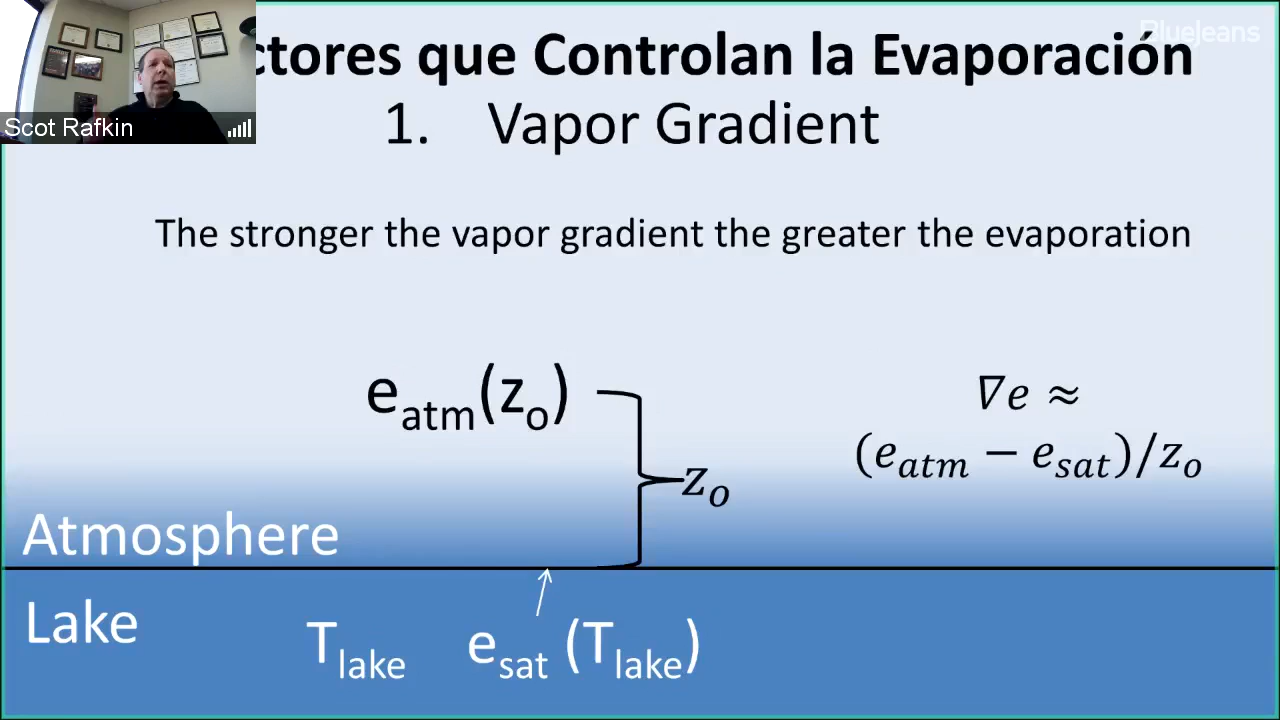 BlueJeans
ctores que Controlan la Evaporación
Scot Rafkin
1. Vapor Gradient
The stronger the vapor gradient the greater the evaporation
e_atm(z_o)
∇e ≈
(e_atm − e_sat)/z_o
z_o
Atmosphere
Lake
T_lake e_sat (T_lake)